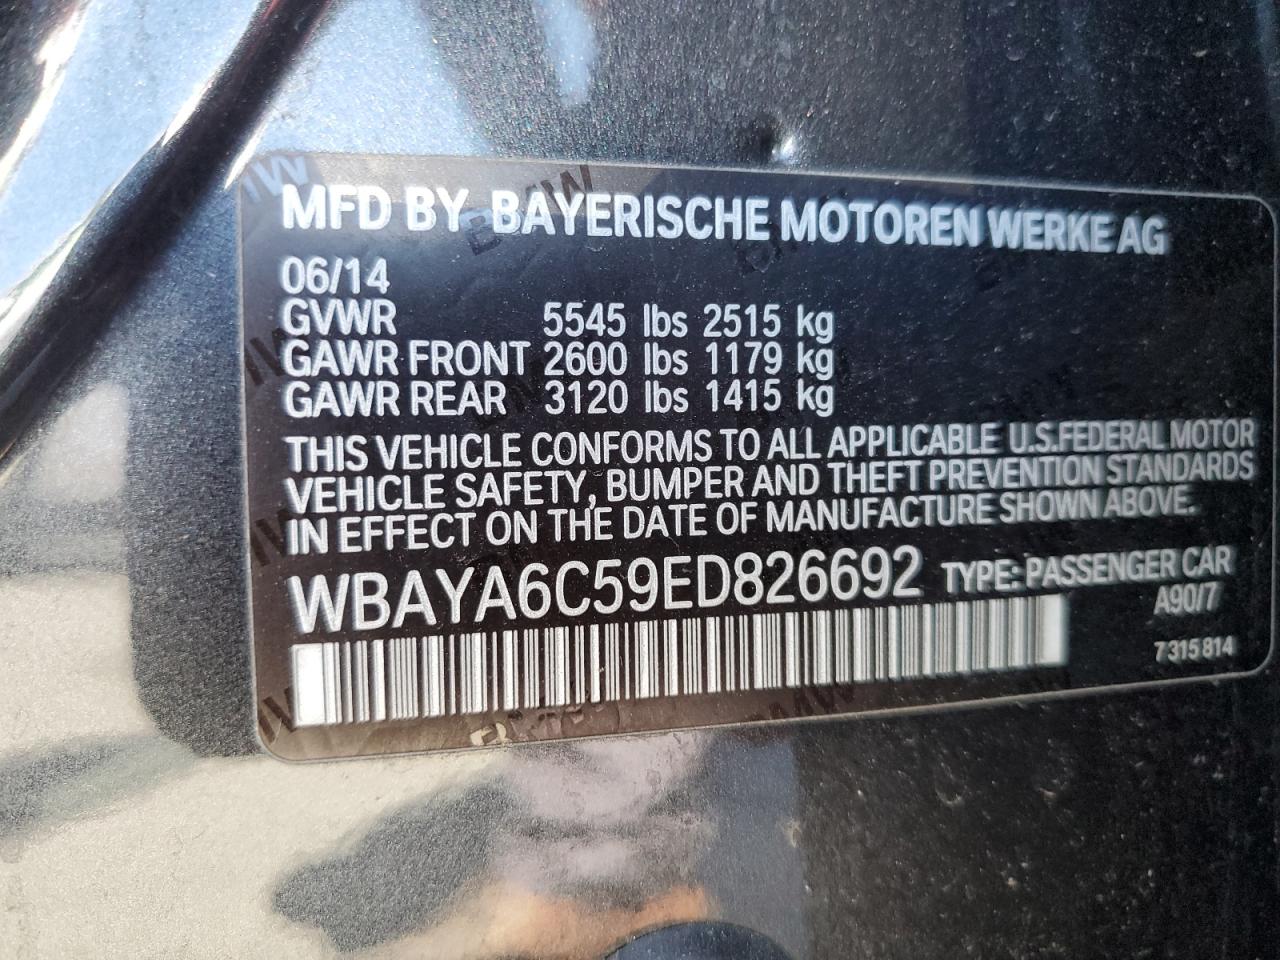 MFD BY BAYERISCHE MOTOREN WERKE AG
06/14
GVWR 5545 lbs 2515 kg
GAWR FRONT 2600 lbs 1179 kg
GAWR REAR 3120 lbs 1415 kg
THIS VEHICLE CONFORMS TO ALL APPLICABLE U.S.FEDERAL MOTOR
VEHICLE SAFETY, BUMPER AND THEFT PREVENTION STANDARDS
IN EFFECT ON THE DATE OF MANUFACTURE SHOWN ABOVE.
WBAYA6C59ED826692 TYPE: PASSENGER CAR
A90/7
7 315 814